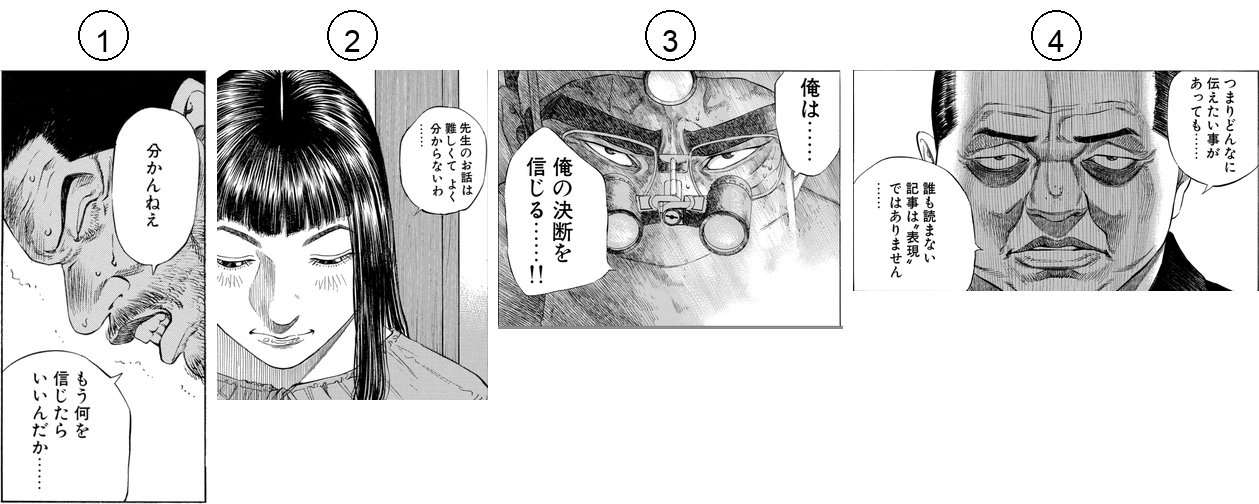 1
2
3
4
分かんねえ
もう何を
信じたら
いいんだか……
先生のお話は
難しくて よく
分からないわ
……
俺は……
俺の決断を
信じる……!!
つまりどんなに
伝えたい事が
あっても……
誰も読まない
記事は〝表現〟
ではありません
……